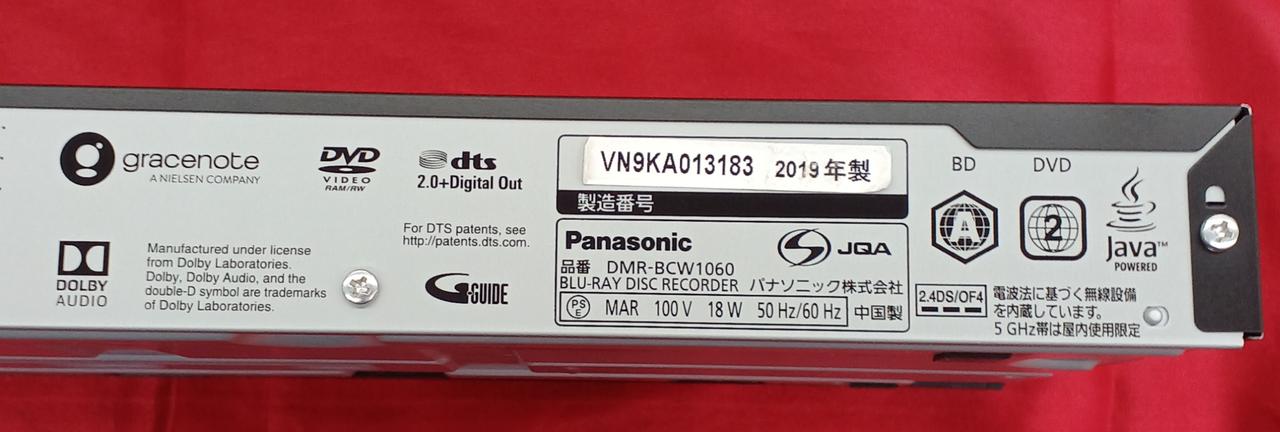 gracenote
A NIELSEN COMPANY
DVD
VIDEO
RAM/RW
dts
2.0+Digital Out
DOLBY
AUDIO
Manufactured under license
from Dolby Laboratories.
Dolby, Dolby Audio, and the
double-D symbol are trademarks
of Dolby Laboratories.
For DTS patents, see
http://patents.dts.com.
G-GUIDE
VN9KA013183 2019年製
製造番号
Panasonic
JQA
品番 DMR-BCW1060
BLU-RAY DISC RECORDER パナソニック株式会社
PSE MAR 100 V 18 W 50 Hz/60 Hz 中国製
BD DVD
A 2
Java™
POWERED
2.4DS/OF4
電波法に基づく無線設備
を内蔵しています。
5 GHz帯は屋内使用限定